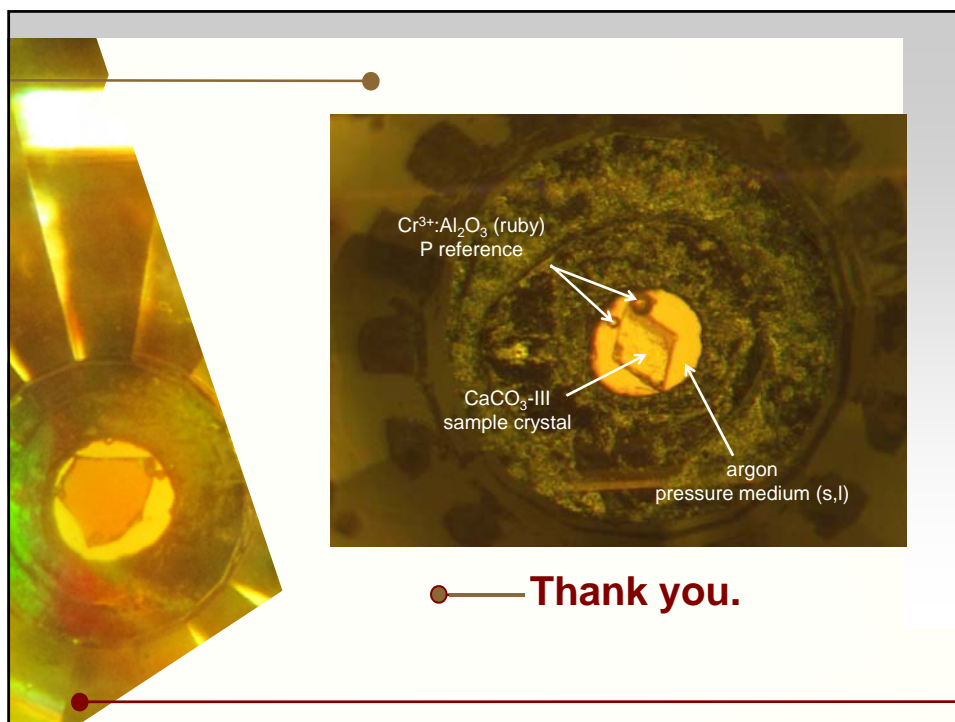 Cr³⁺:Al₂O₃ (ruby)
P reference
CaCO₃-III
sample crystal
argon
pressure medium (s,l)
Thank you.